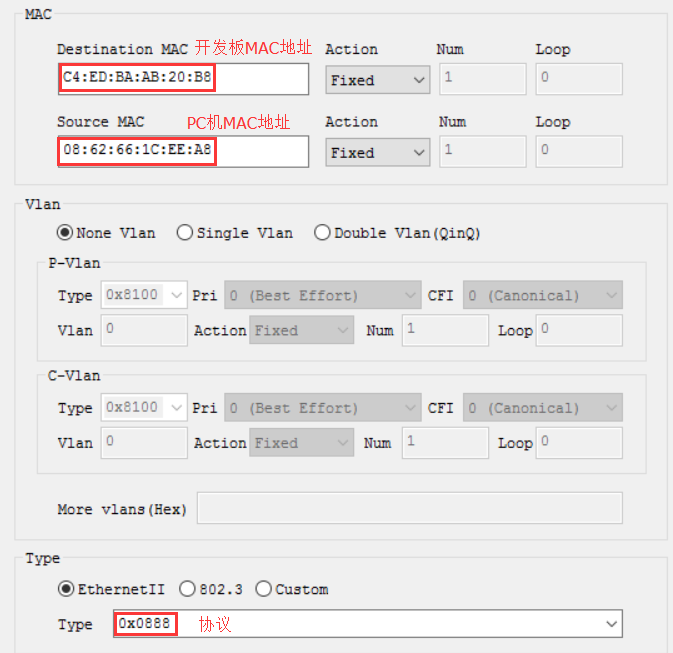 MAC
Destination MAC 开发板MAC地址 Action Num Loop
C4:ED:BA:AB:20:B8 Fixed 1 0
Source MAC PC机MAC地址 Action Num Loop
08:62:66:1C:EE:A8 Fixed 1 0
Vlan
None Vlan Single Vlan Double Vlan(QinQ)
P-Vlan
Type 0x8100 Pri 0 (Best Effort) CFI 0 (Canonical)
Vlan 0 Action Fixed Num 1 Loop 0
C-Vlan
Type 0x8100 Pri 0 (Best Effort) CFI 0 (Canonical)
Vlan 0 Action Fixed Num 1 Loop 0
More vlans(Hex)
Type
EthernetII 802.3 Custom
Type 0x0888 协议